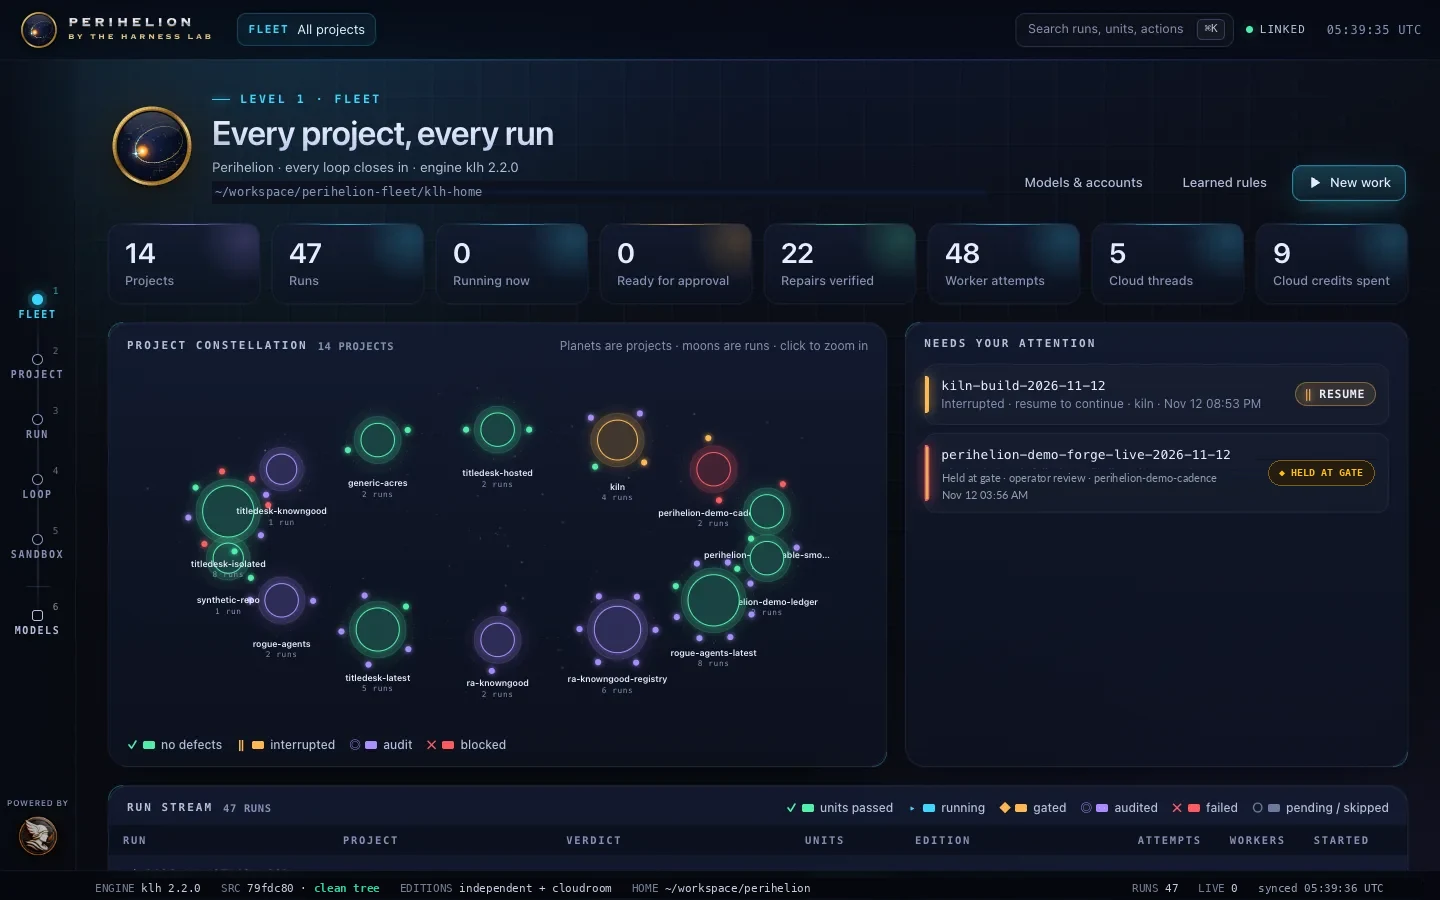 PERIHELION
BY THE HARNESS LAB
FLEET All projects
Search runs, units, actions ⌘K
LINKED
05:39:35 UTC
LEVEL 1 · FLEET
Every project, every run
Perihelion · every loop closes in · engine klh 2.2.0
~/workspace/perihelion-fleet/klh-home
Models & accounts
Learned rules
New work
14
Projects
47
Runs
0
Running now
0
Ready for approval
22
Repairs verified
48
Worker attempts
5
Cloud threads
9
Cloud credits spent
1
FLEET
2
PROJECT
3
RUN
4
LOOP
5
SANDBOX
6
MODELS
POWERED BY
PROJECT CONSTELLATION 14 PROJECTS
Planets are projects · moons are runs · click to zoom in
generic-acres
2 runs
titledesk-hosted
2 runs
kiln
4 runs
titledesk-knowngood
1 run
perihelion-demo-cade
2 runs
titledesk-isolated
8 runs
perihelion-
ble-smo...
synthetic-repo
1 run
elion-demo-ledger
runs
rogue-agents
2 runs
rogue-agents-latest
8 runs
titledesk-latest
5 runs
ra-knowngood
2 runs
ra-knowngood-registry
6 runs
no defects
interrupted
audit
blocked
NEEDS YOUR ATTENTION
kiln-build-2026-11-12
Interrupted · resume to continue · kiln · Nov 12 08:53 PM
RESUME
perihelion-demo-forge-live-2026-11-12
Held at gate · operator review · perihelion-demo-cadence
Nov 12 03:56 AM
HELD AT GATE
RUN STREAM 47 RUNS
units passed
running
gated
audited
failed
pending / skipped
RUN PROJECT VERDICT UNITS EDITION ATTEMPTS WORKERS STARTED
ENGINE klh 2.2.0 SRC 79fdc80 · clean tree EDITIONS independent + cloudroom HOME ~/workspace/perihelion
RUNS 47 LIVE 0 synced 05:39:36 UTC